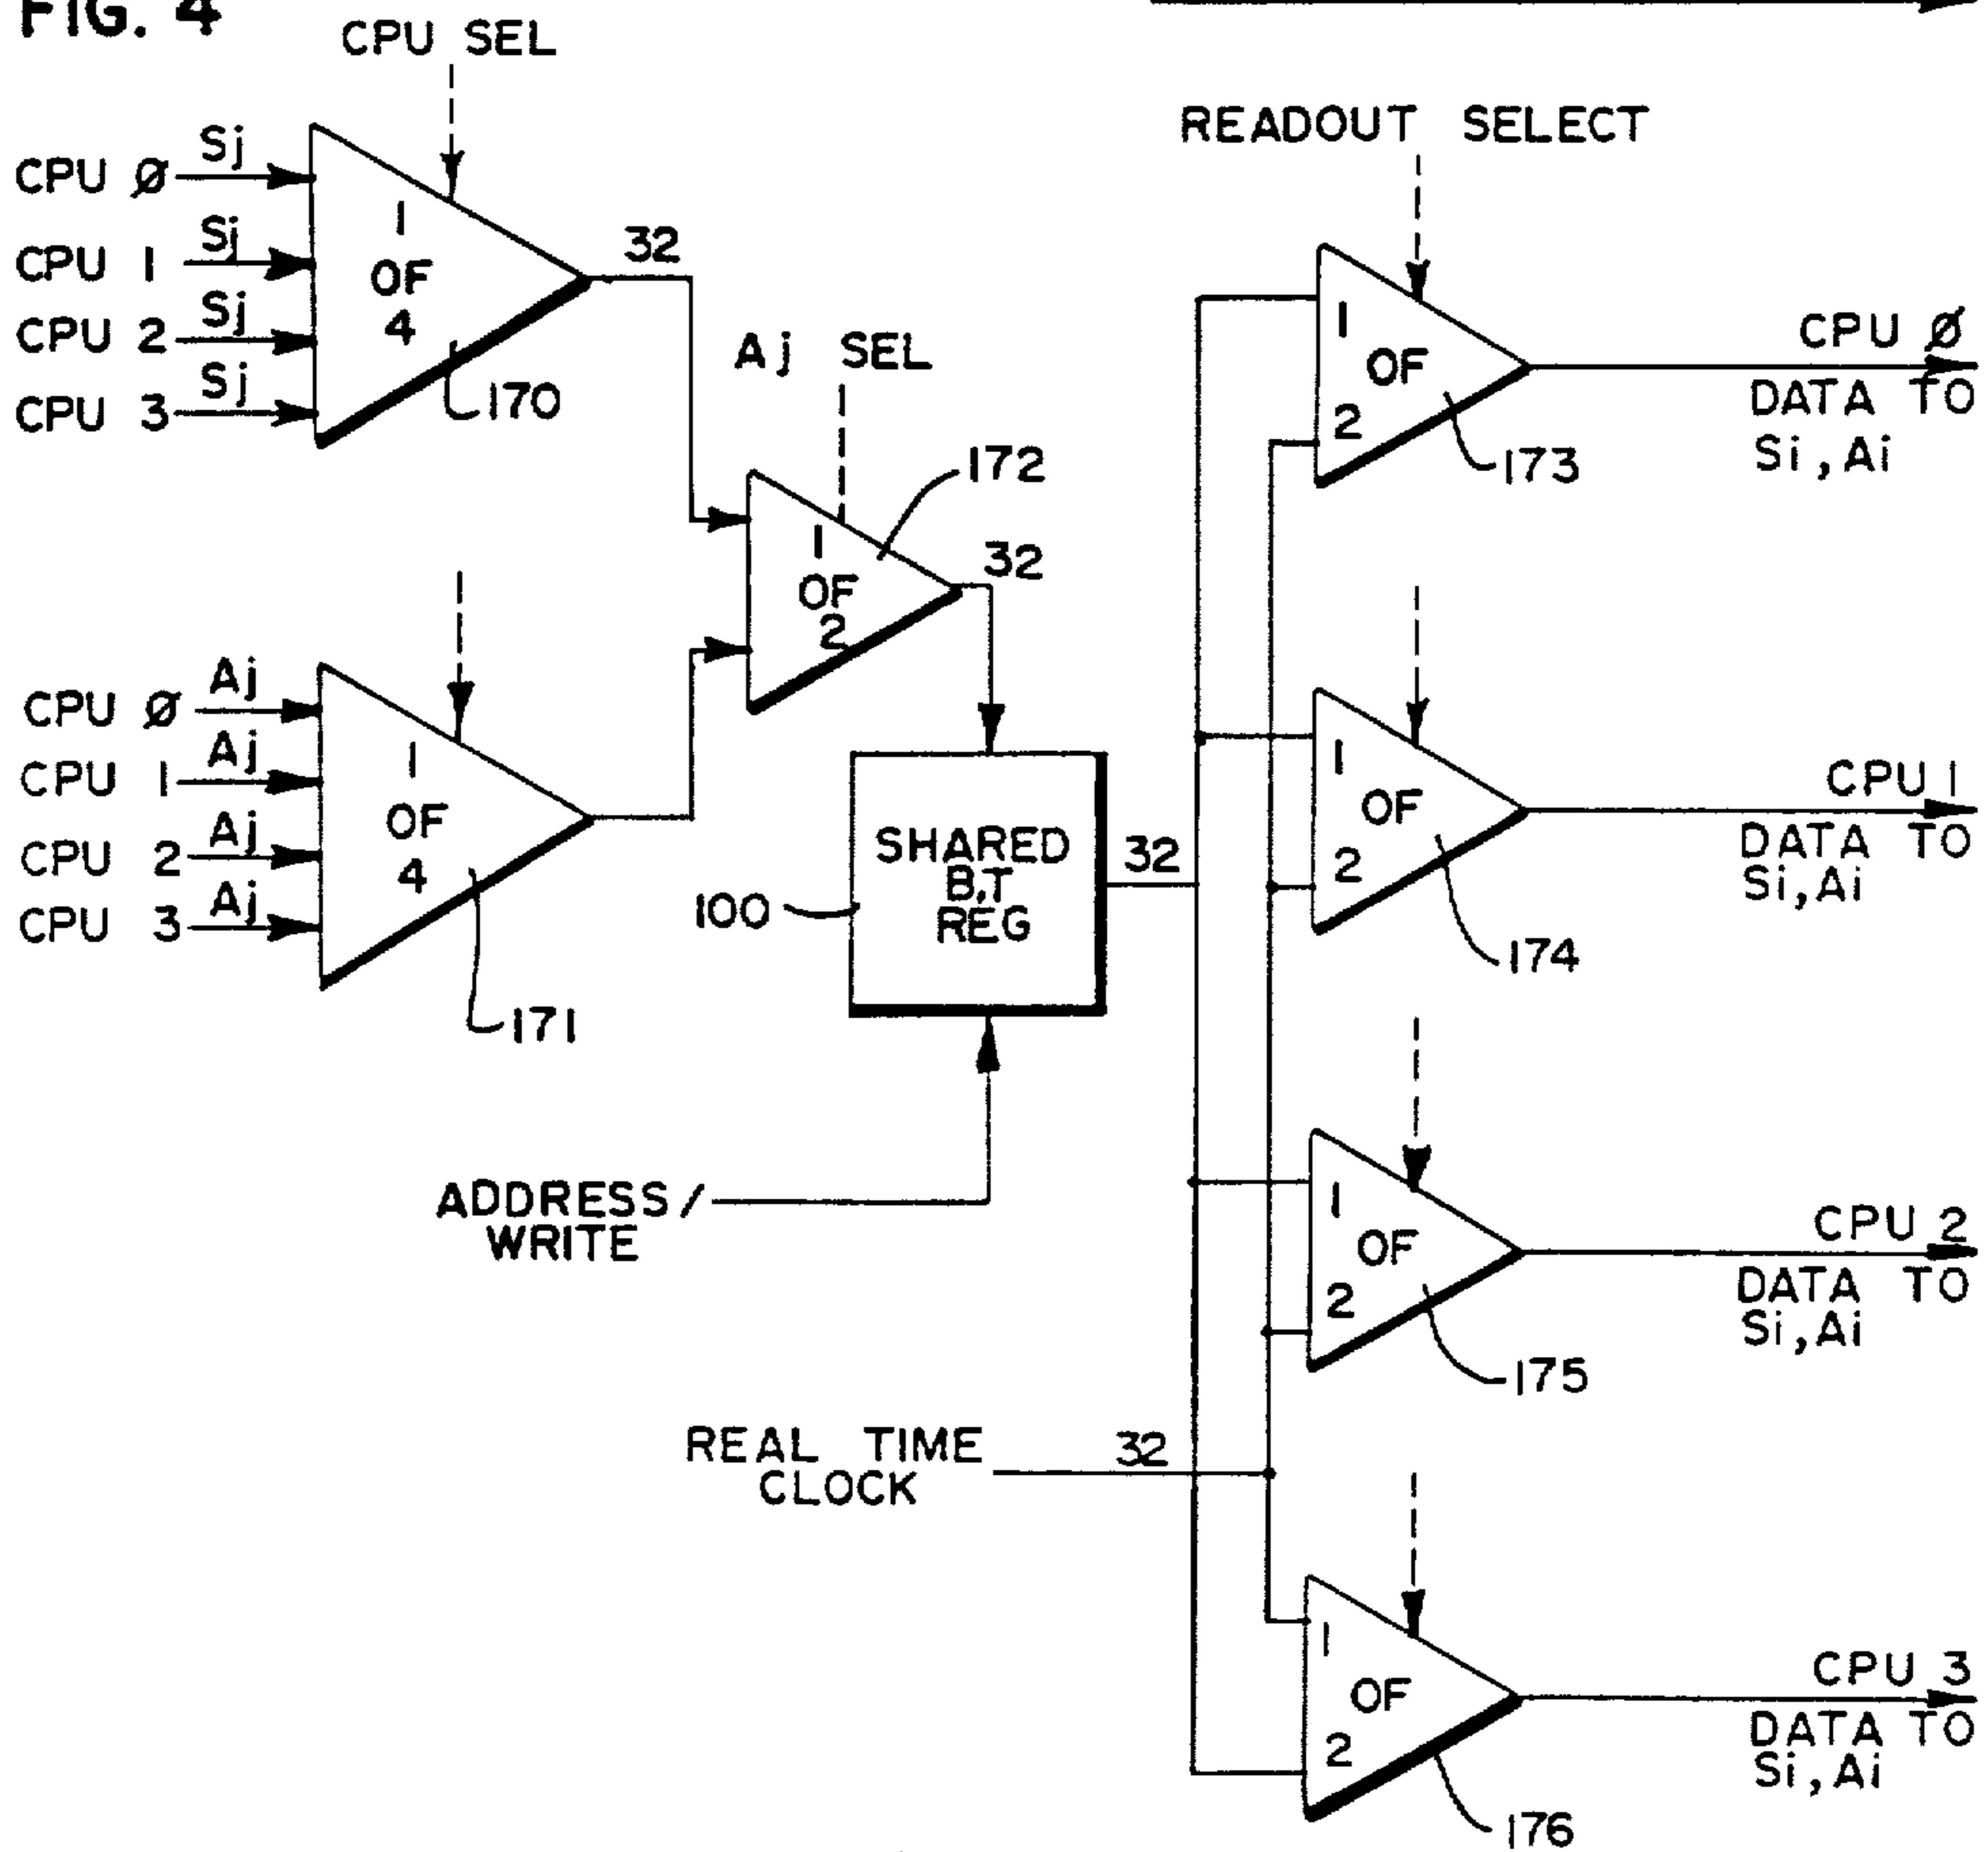 FIG. 4
CPU SEL
CPU Ø Sj
CPU 1 Sj
CPU 2 Sj
CPU 3 Sj
1
OF
4
170
32
Aj SEL
172
1
OF
2
32
CPU Ø Aj
CPU 1 Aj
CPU 2 Aj
CPU 3 Aj
1
OF
4
171
SHARED
B,T
REG
100
32
ADDRESS/
WRITE
REAL TIME
CLOCK
32
READOUT SELECT
1
OF
2
173
CPU Ø
DATA TO
Si, Ai
1
OF
2
174
CPU 1
DATA TO
Si, Ai
1
OF
2
175
CPU 2
DATA TO
Si, Ai
1
OF
2
176
CPU 3
DATA TO
Si, Ai